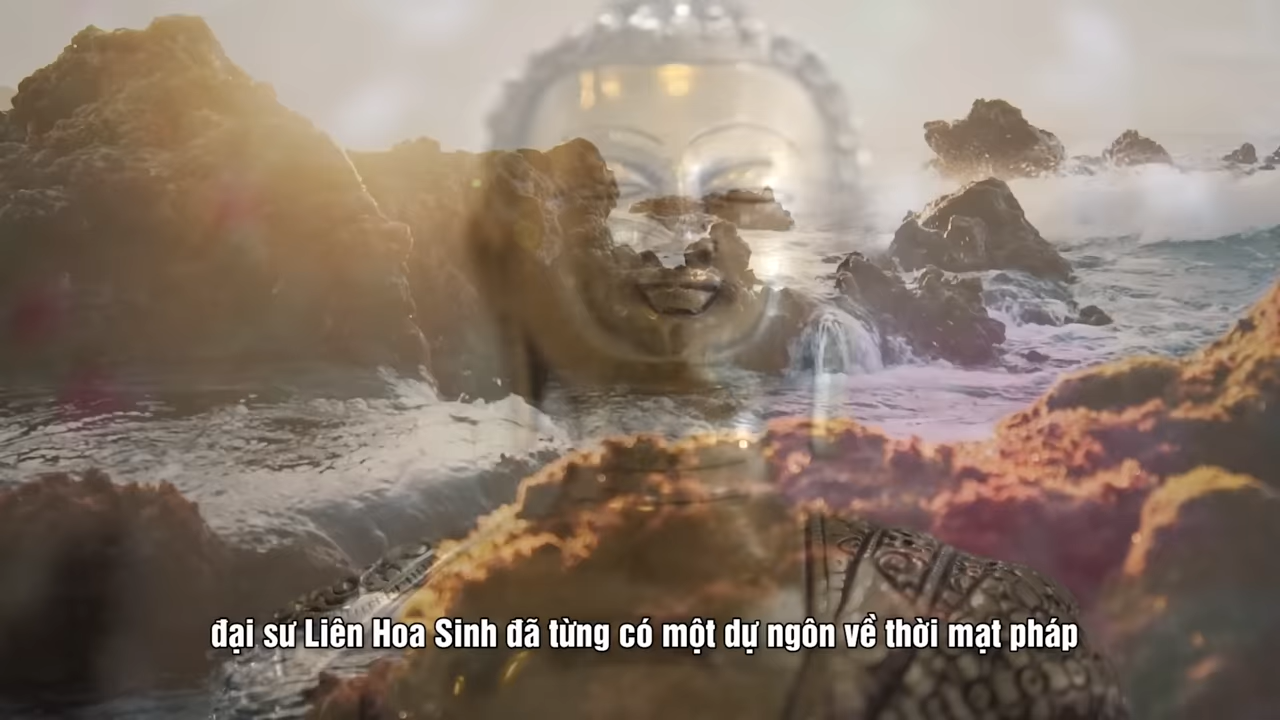 đại sư Liên Hoa Sinh đã từng có một dự ngôn về thời mạt pháp